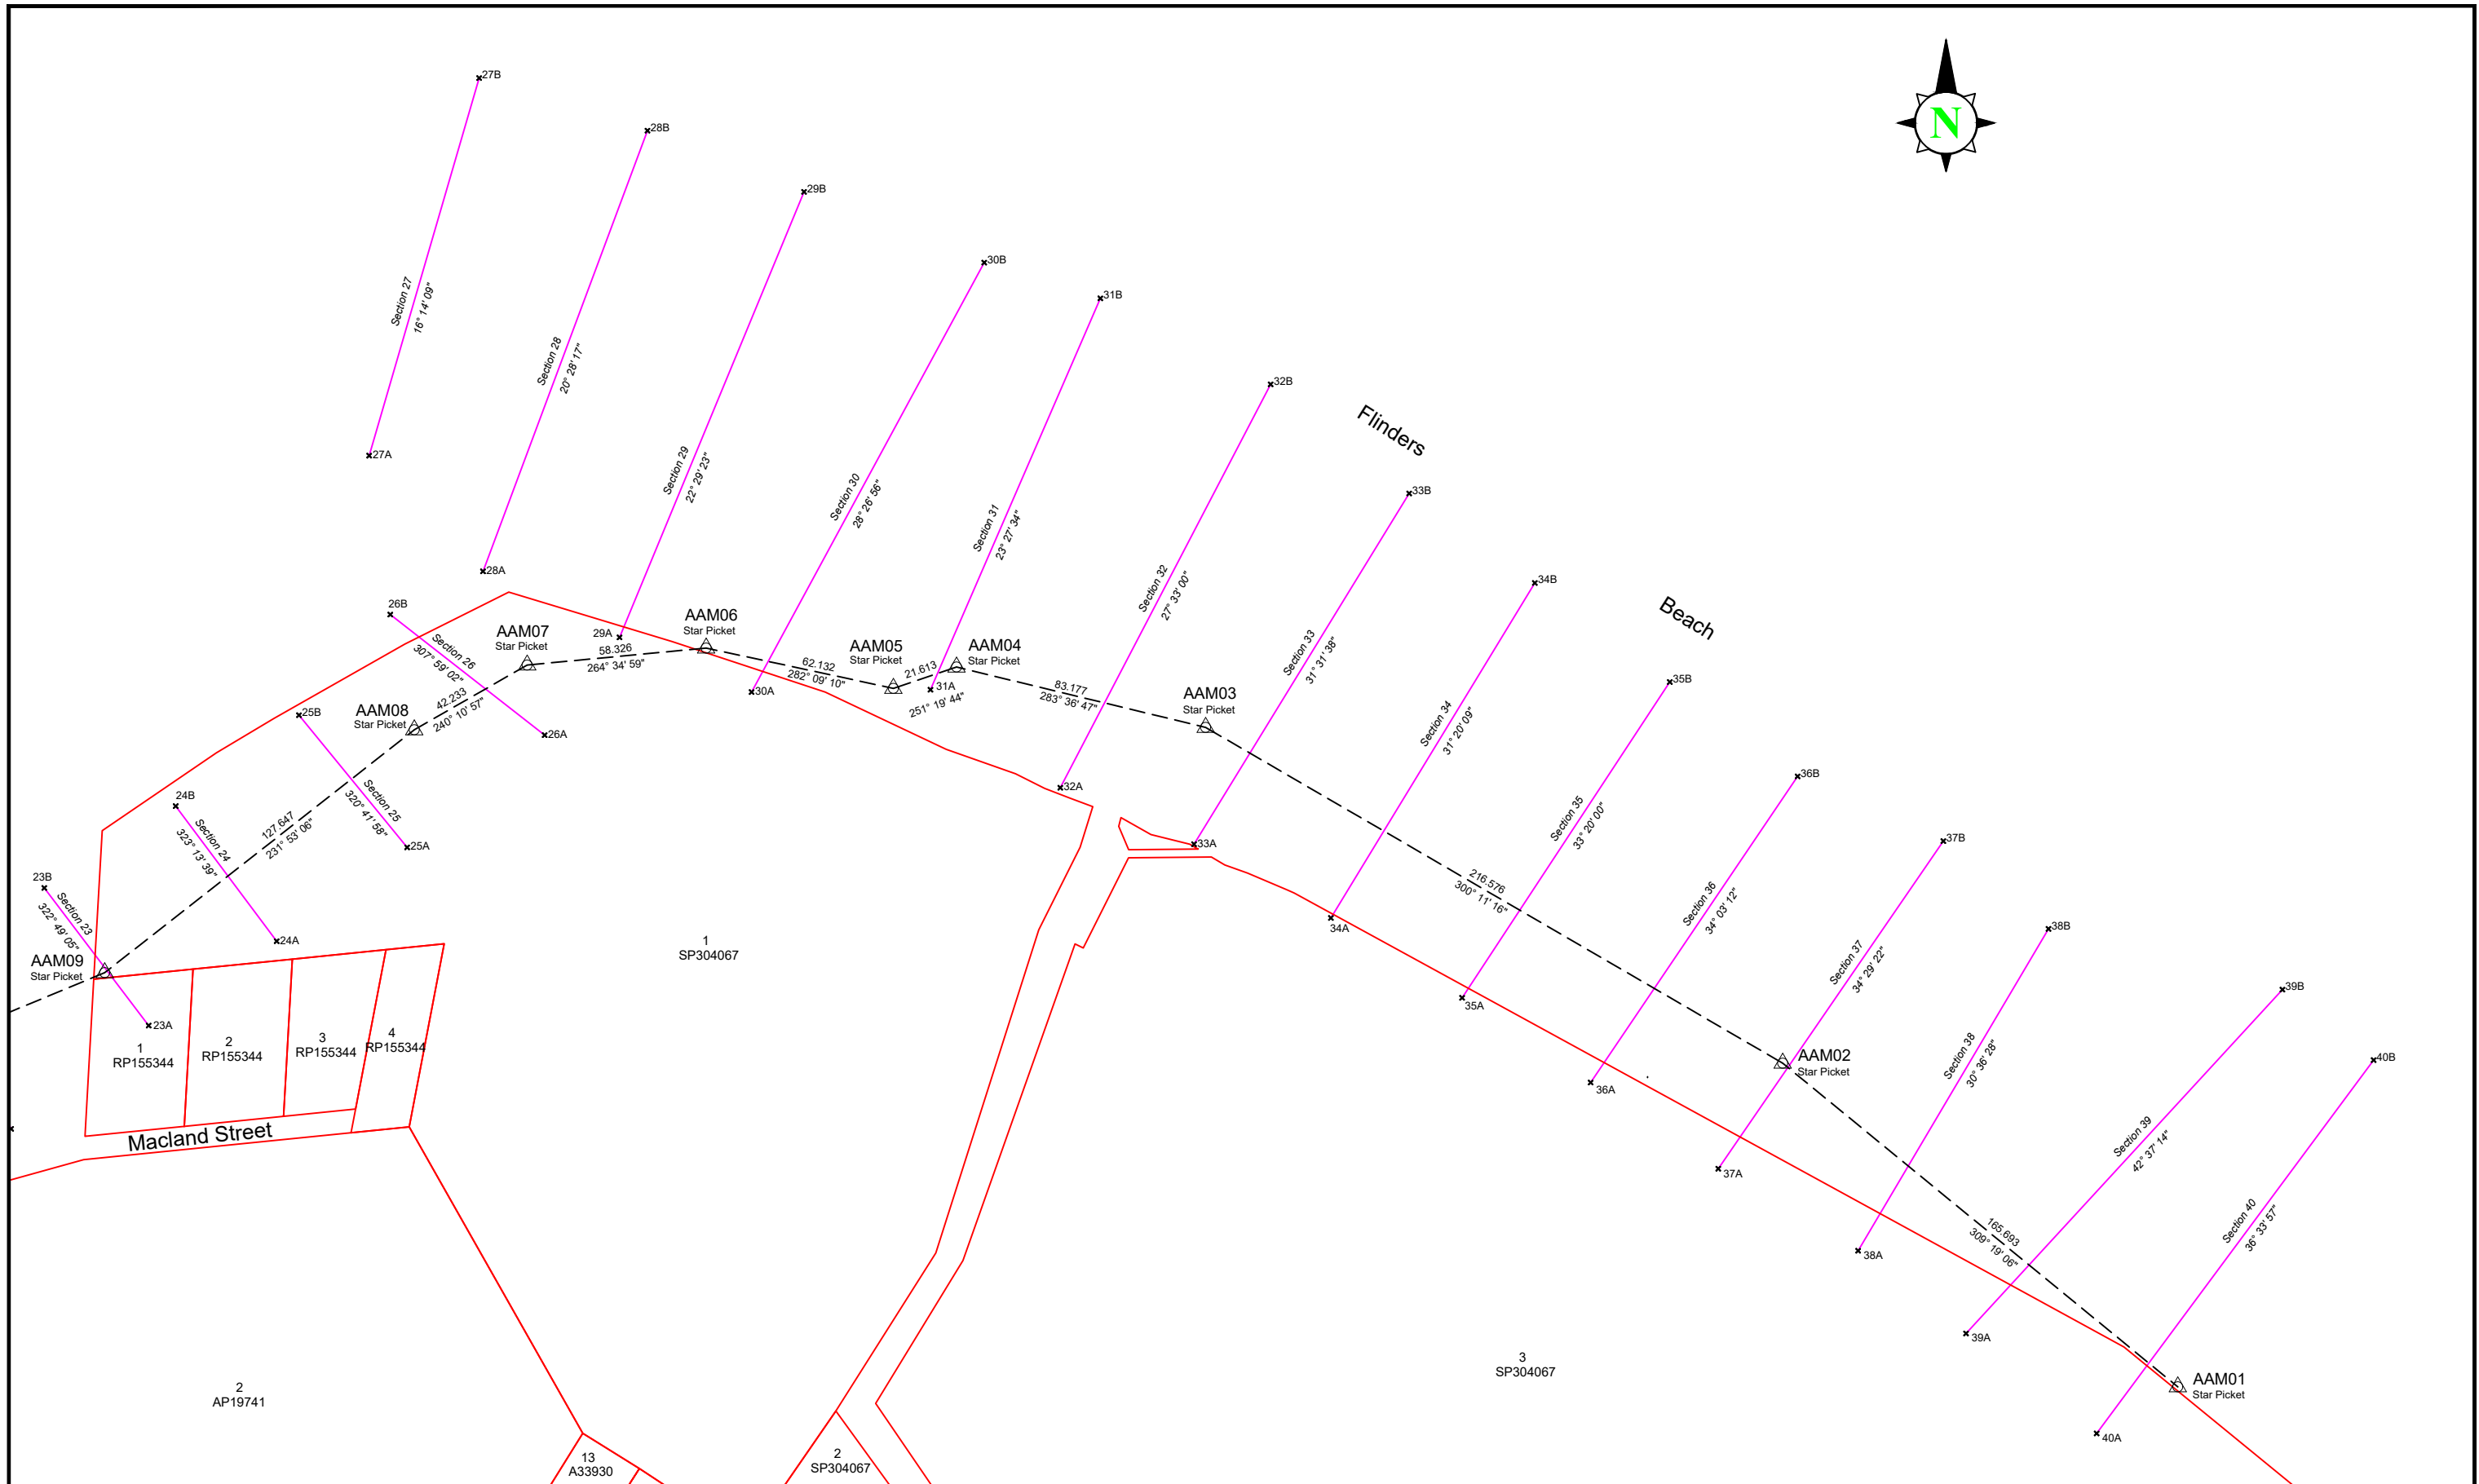 N
27B
28B
29B
30B
31B
32B
33B
34B
35B
36B
37B
38B
39B
40B
Flinders
Beach
Section 27
16° 14' 09"
27A
Section 28
20° 28' 17"
28A
Section 29
22° 29' 23"
29A
Section 30
28° 26' 56"
30A
Section 31
23° 27' 34"
31A
Section 32
27° 33' 00"
32A
Section 33
31° 31' 38"
33A
Section 34
31° 20' 09"
34A
Section 35
33° 20' 00"
35A
Section 36
34° 03' 12"
36A
Section 37
34° 29' 22"
37A
Section 38
30° 36' 28"
38A
Section 39
42° 37' 14"
39A
Section 40
36° 33' 57"
40A
26B
Section 26
307° 59' 02"
26A
25B
Section 25
320° 41' 58"
25A
24B
Section 24
323° 13' 39"
24A
23B
Section 23
322° 49' 05"
23A
AAM09
Star Picket
127.647
231° 53' 06"
AAM08
Star Picket
42.233
240° 10' 57"
AAM07
Star Picket
58.326
264° 34' 59"
AAM06
Star Picket
62.132
282° 09' 10"
AAM05
Star Picket
21.613
251° 19' 44"
AAM04
Star Picket
83.177
283° 36' 47"
AAM03
Star Picket
216.576
300° 11' 16"
AAM02
Star Picket
165.693
309° 19' 06"
AAM01
Star Picket
1
SP304067
1
RP155344
2
RP155344
3
RP155344
4
RP155344
Macland Street
2
AP19741
13
A33930
2
SP304067
3
SP304067